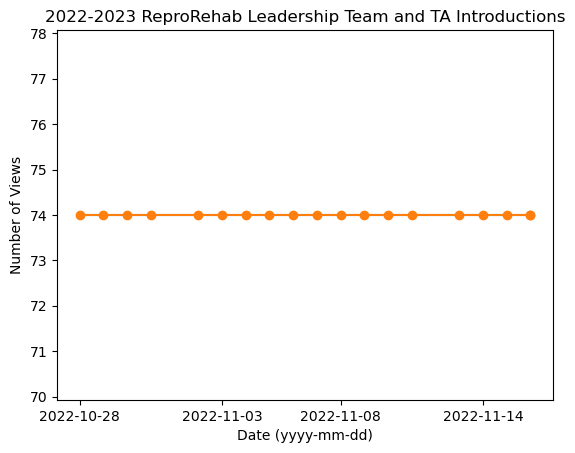 2022-2023 ReproRehab Leadership Team and TA Introductions
78
77
76
75
74
73
72
71
70
Number of Views
2022-10-28 2022-11-03 2022-11-08 2022-11-14
Date (yyyy-mm-dd)